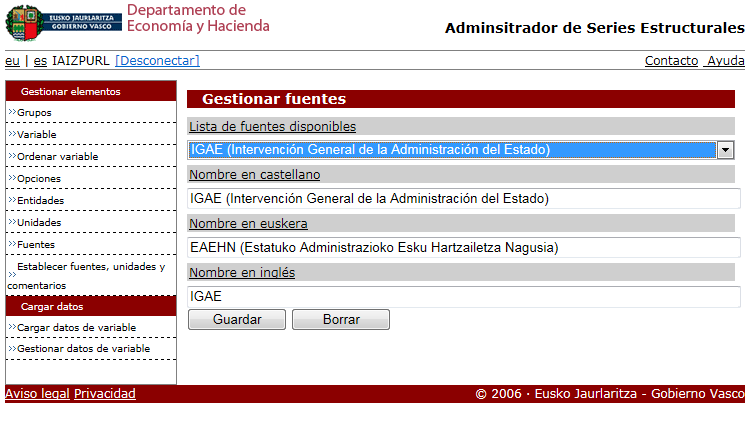 EUSKO JAURLARITZA
GOBIERNO VASCO
Departamento de
Economía y Hacienda
Adminsitrador de Series Estructurales
eu | es IAIZPURL [Desconectar]
Contacto Ayuda
Gestionar elementos
Grupos
Variable
Ordenar variable
Opciones
Entidades
Unidades
Fuentes
Establecer fuentes, unidades y
comentarios
Cargar datos
Cargar datos de variable
Gestionar datos de variable
Gestionar fuentes
Lista de fuentes disponibles
IGAE (Intervención General de la Administración del Estado)
Nombre en castellano
IGAE (Intervención General de la Administración del Estado)
Nombre en euskera
EAEHN (Estatuko Administrazioko Esku Hartzailetza Nagusia)
Nombre en inglés
IGAE
Guardar Borrar
Aviso legal Privacidad
© 2006 · Eusko Jaurlaritza - Gobierno Vasco